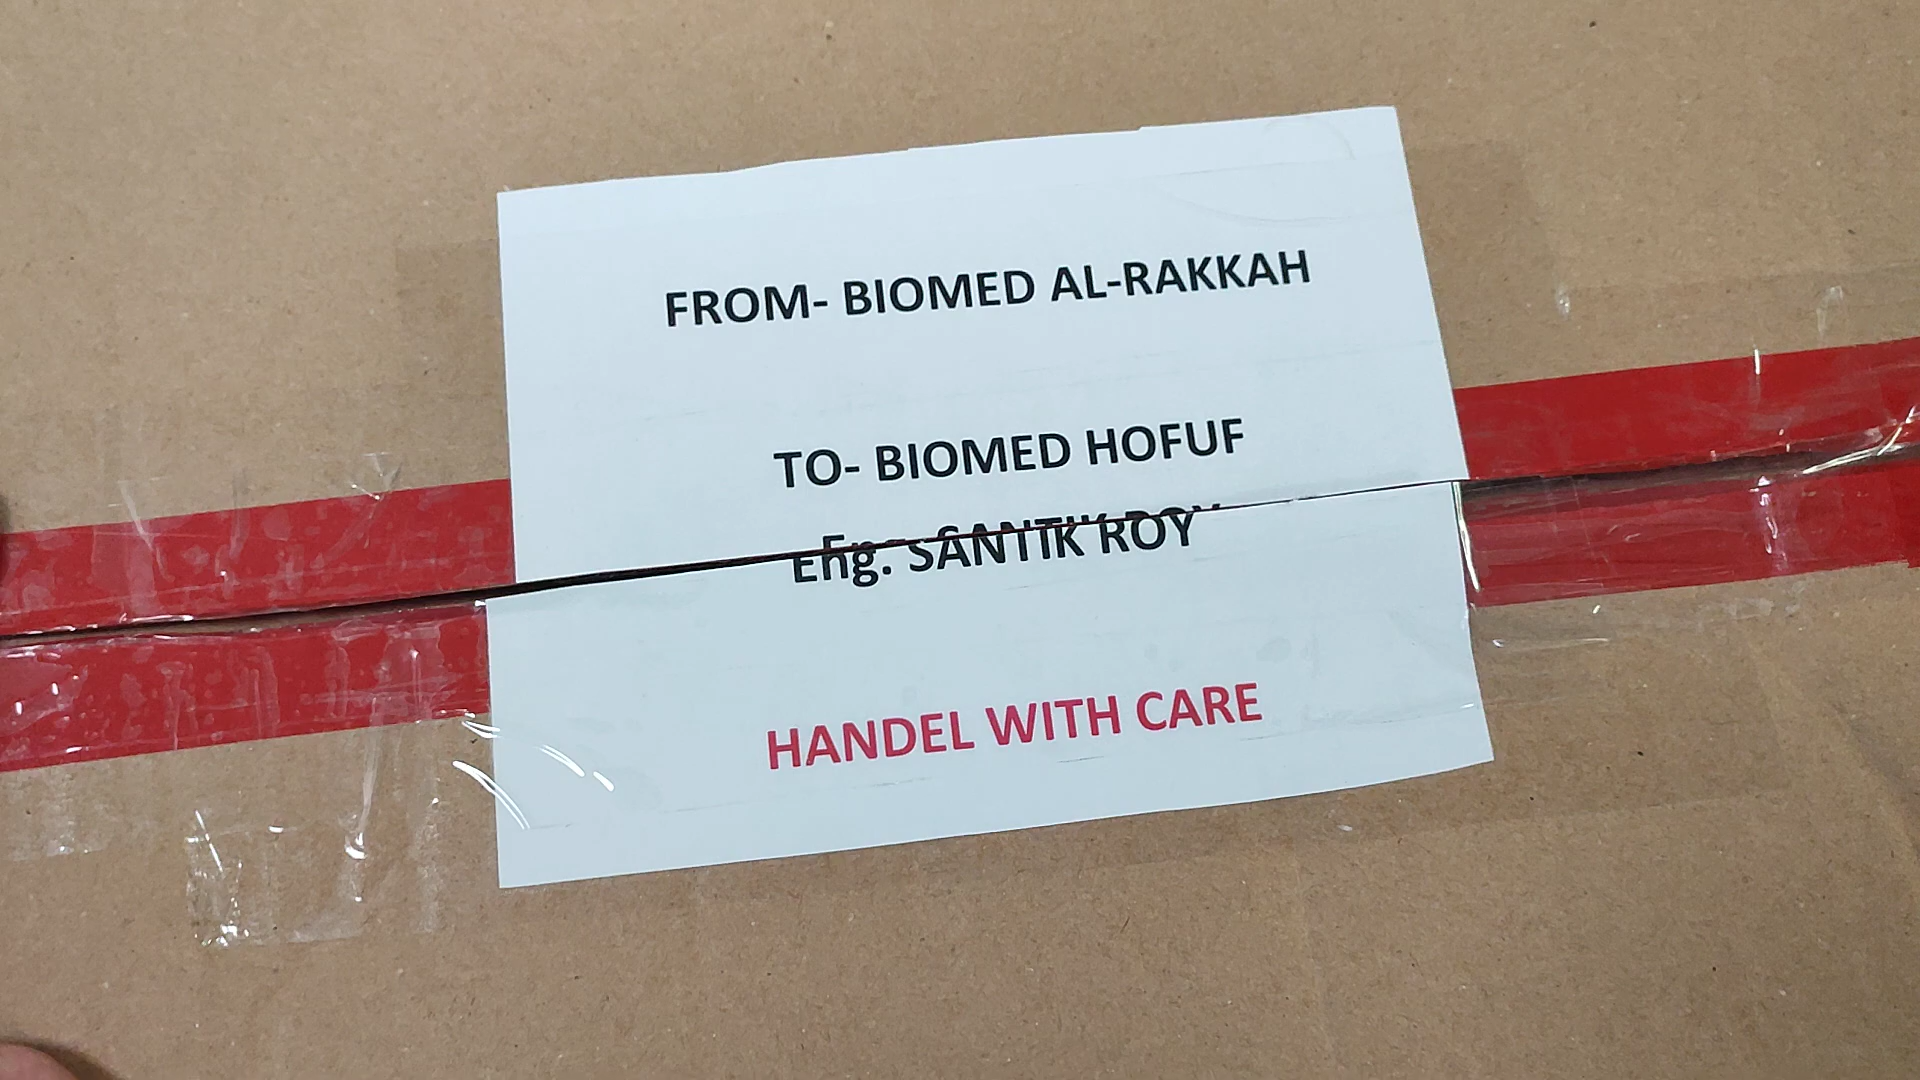 FROM- BIOMED AL-RAKKAH
TO- BIOMED HOFUF
Eng. SANTIK ROY
HANDEL WITH CARE